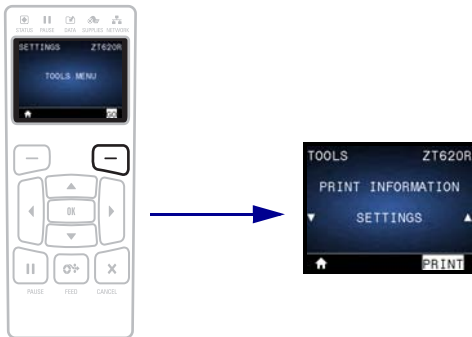 STATUS PAUSE DATA SUPPLIES NETWORK
SETTINGS ZT620R
TOOLS MENU
GO
OK
PAUSE FEED CANCEL
TOOLS ZT620R
PRINT INFORMATION
SETTINGS
PRINT